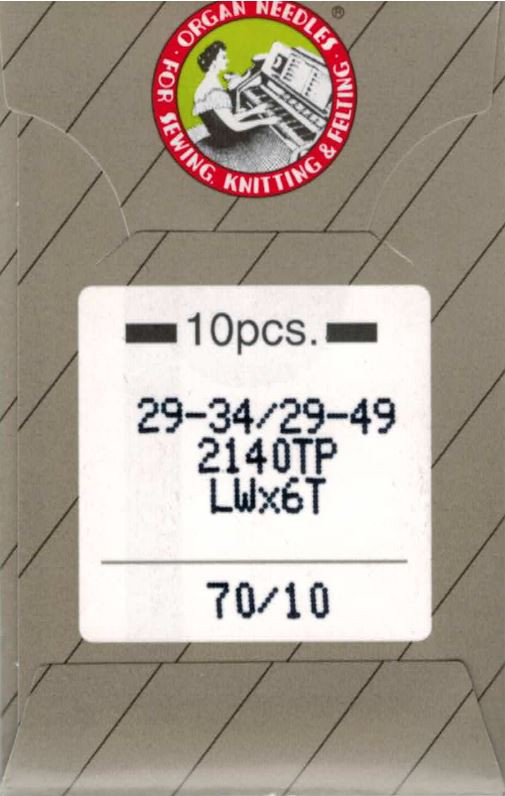 ORGAN NEEDLES ®
· FOR SEWING, KNITTING & FELTING ·
10pcs.
29-34/29-49
2140TP
LWx6T
70/10